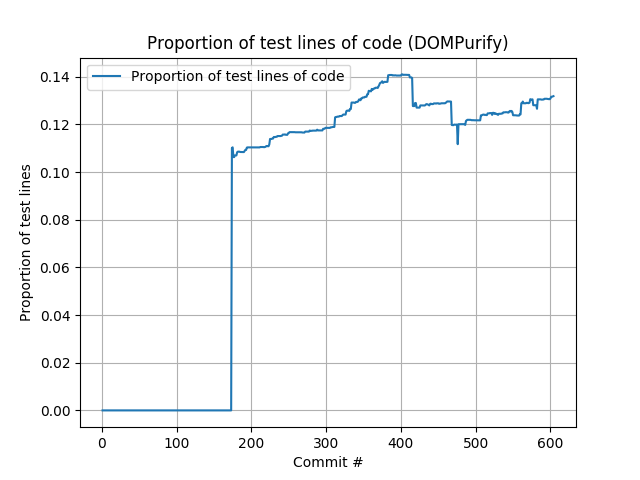 Proportion of test lines of code (DOMPurify)
Proportion of test lines of code
0.14
0.12
0.10
0.08
0.06
0.04
0.02
0.00
Proportion of test lines
0 100 200 300 400 500 600
Commit #